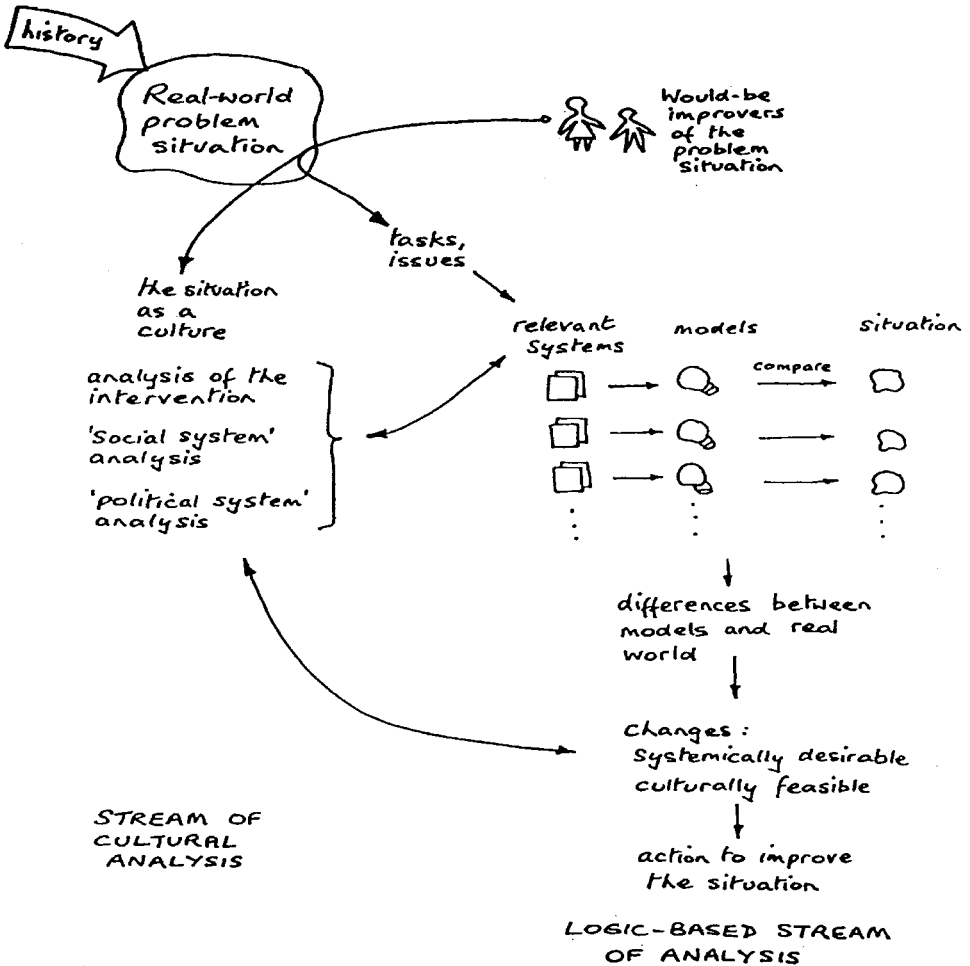 history
Real-world
problem
situation
Would-be
improvers
of the
problem
situation
tasks,
issues
the situation
as a
culture
relevant
systems
models
situation
compare
analysis of the
intervention
'Social system'
analysis
'political system'
analysis
differences between
models and real
world
changes:
Systemically desirable
culturally feasible
action to improve
the situation
STREAM OF
CULTURAL
ANALYSIS
LOGIC-BASED STREAM
OF ANALYSIS